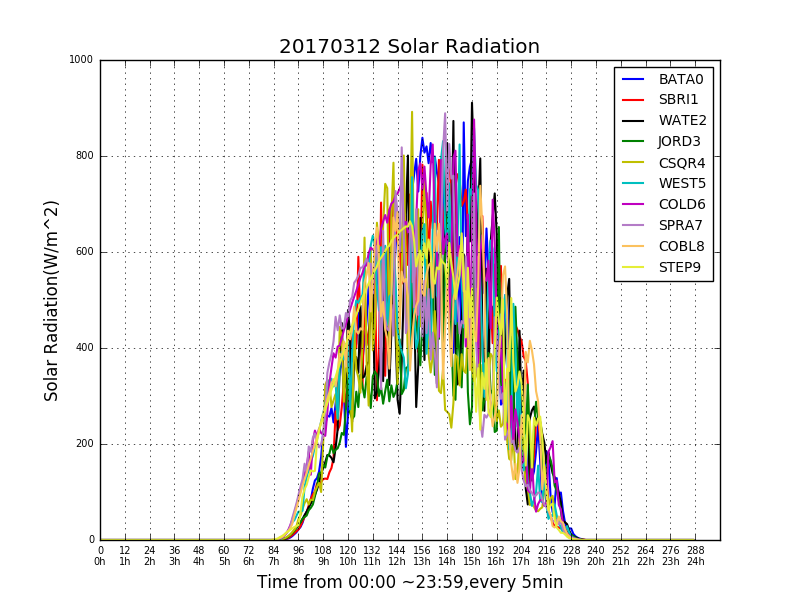 20170312 Solar Radiation
1000
800
600
400
200
0
Solar Radiation(W/m^2)
BATA0
SBRI1
WATE2
JORD3
CSQR4
WEST5
COLD6
SPRA7
COBL8
STEP9
0 12 24 36 48 60 72 84 96 108 120 132 144 156 168 180 192 204 216 228 240 252 264 276 288
0h 1h 2h 3h 4h 5h 6h 7h 8h 9h 10h 11h 12h 13h 14h 15h 16h 17h 18h 19h 20h 21h 22h 23h 24h
Time from 00:00 ~23:59,every 5min